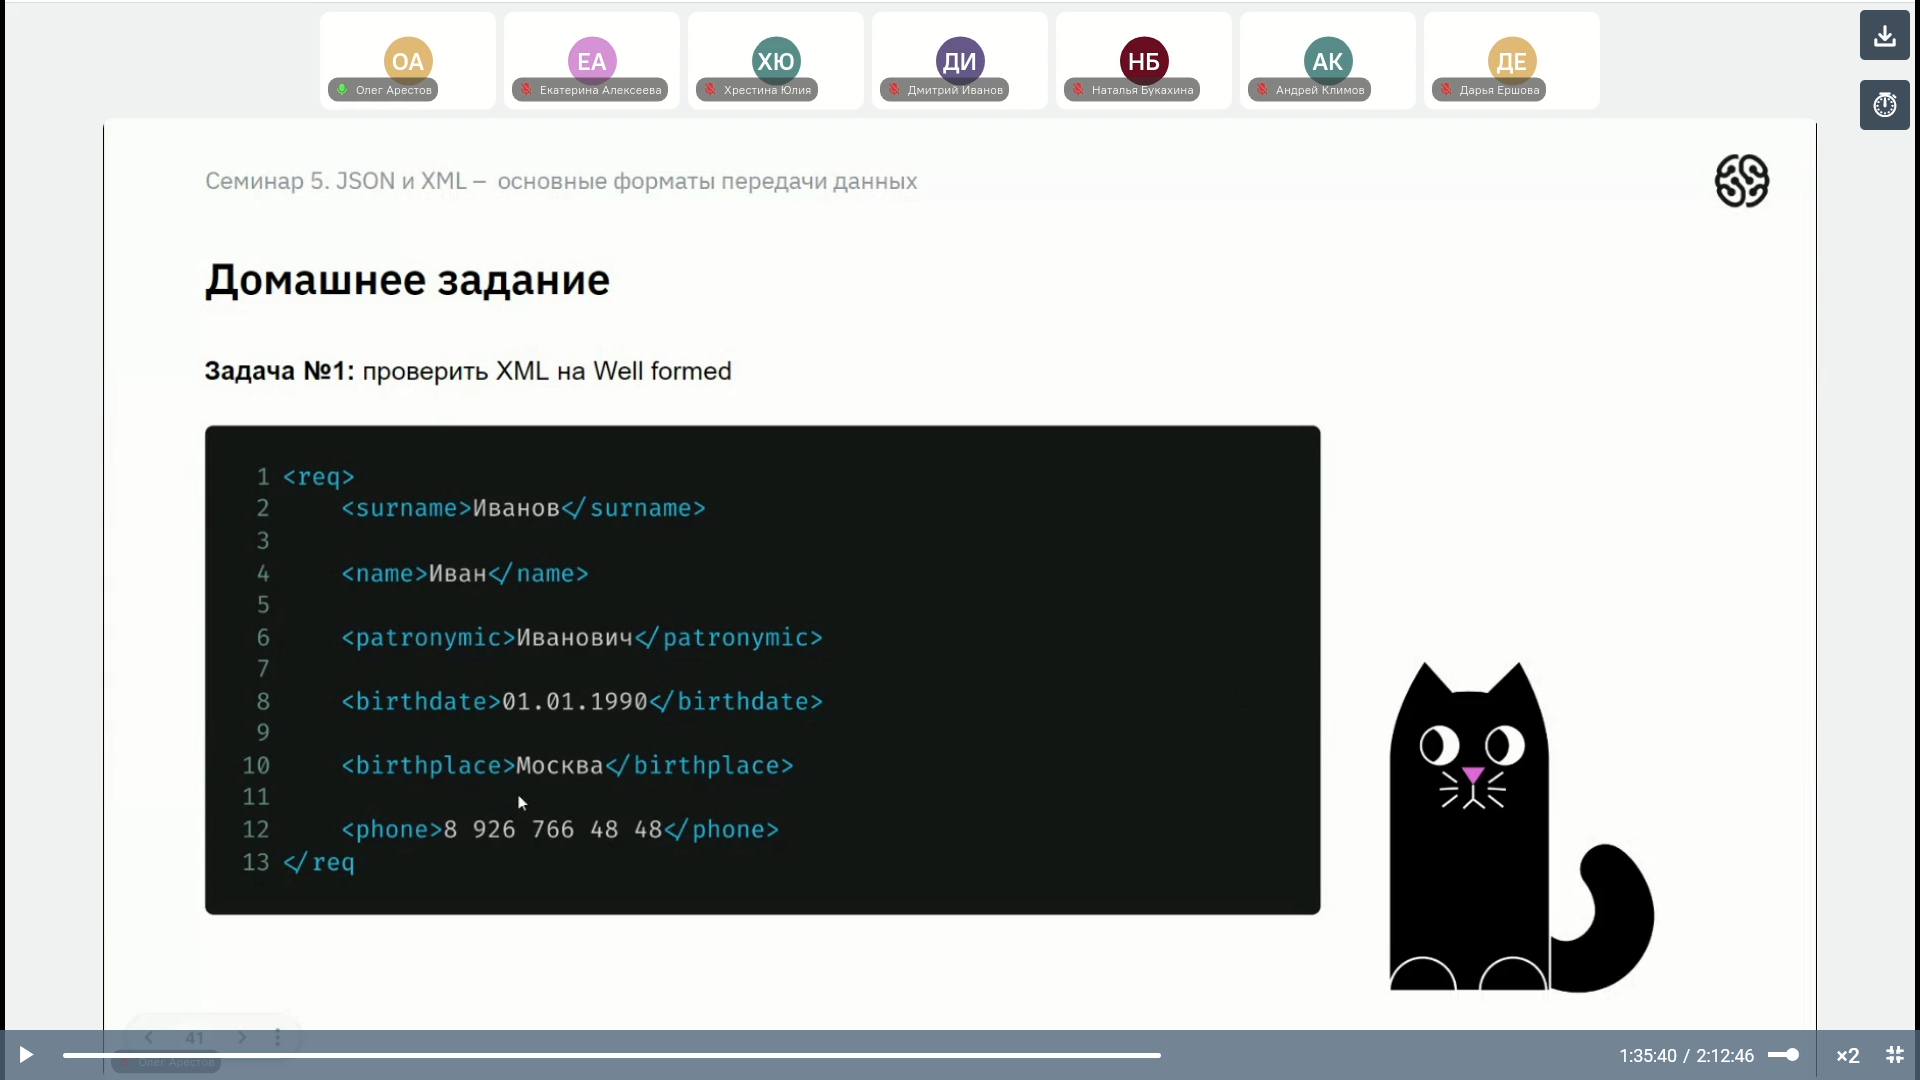 ОА
ЕА
ХЮ
ДИ
НБ
АК
ДЕ
Олег Арестов
Екатерина Алексеева
Хрестина Юлия
Дмитрий Иванов
Наталья Букахина
Андрей Климов
Дарья Ершова
Семинар 5. JSON и XML – основные форматы передачи данных
Домашнее задание
Задача №1: проверить XML на Well formed
1 <req>
2 <surname>Иванов</surname>
3
4 <name>Иван</name>
5
6 <patronymic>Иванович</patronymic>
7
8 <birthdate>01.01.1990</birthdate>
9
10 <birthplace>Москва</birthplace>
11
12 <phone>8 926 766 48 48</phone>
13 </req
41
Олег Арестов
1:35:40 / 2:12:46
×2